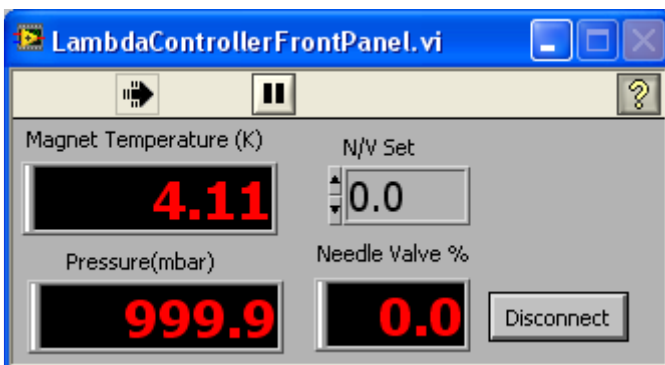 LambdaControllerFrontPanel.vi
?
Magnet Temperature (K)
N/V Set
4.11
0.0
Pressure(mbar)
Needle Valve %
999.9
0.0
Disconnect